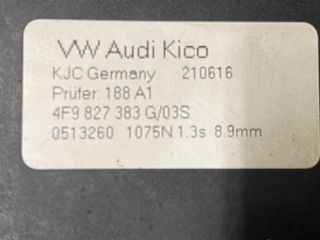 VW Audi Kico
KJC Germany 210616
Prüfer: 188 A1
4F9 827 383 G/03S
0513260 1075N 1.3s 8.9mm